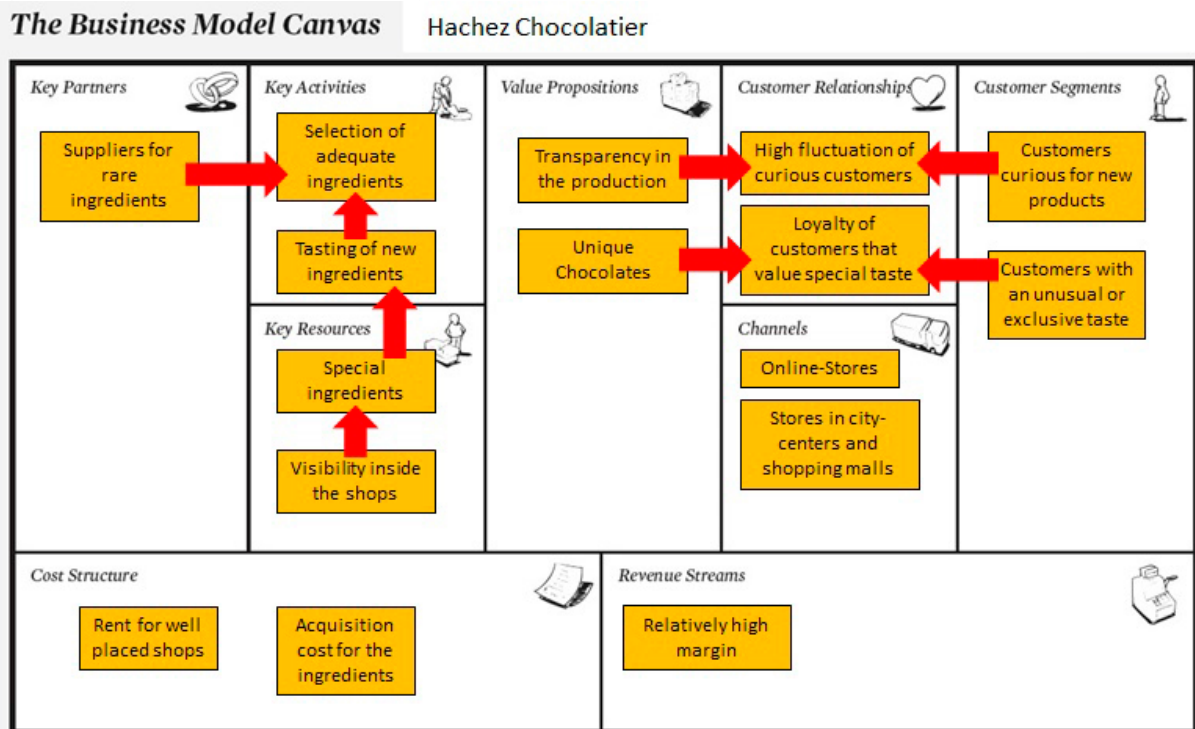 The Business Model Canvas
Hachez Chocolatier
Key Partners
Suppliers for
rare
ingredients
Key Activities
Selection of
adequate
ingredients
Tasting of new
ingredients
Key Resources
Special
ingredients
Visibility inside
the shops
Value Propositions
Transparency in
the production
Unique
Chocolates
Customer Relationships
High fluctuation of
curious customers
Loyalty of
customers that
value special taste
Channels
Online-Stores
Stores in city-
centers and
shopping malls
Customer Segments
Customers
curious for new
products
Customers with
an unusual or
exclusive taste
Cost Structure
Rent for well
placed shops
Acquisition
cost for the
ingredients
Revenue Streams
Relatively high
margin